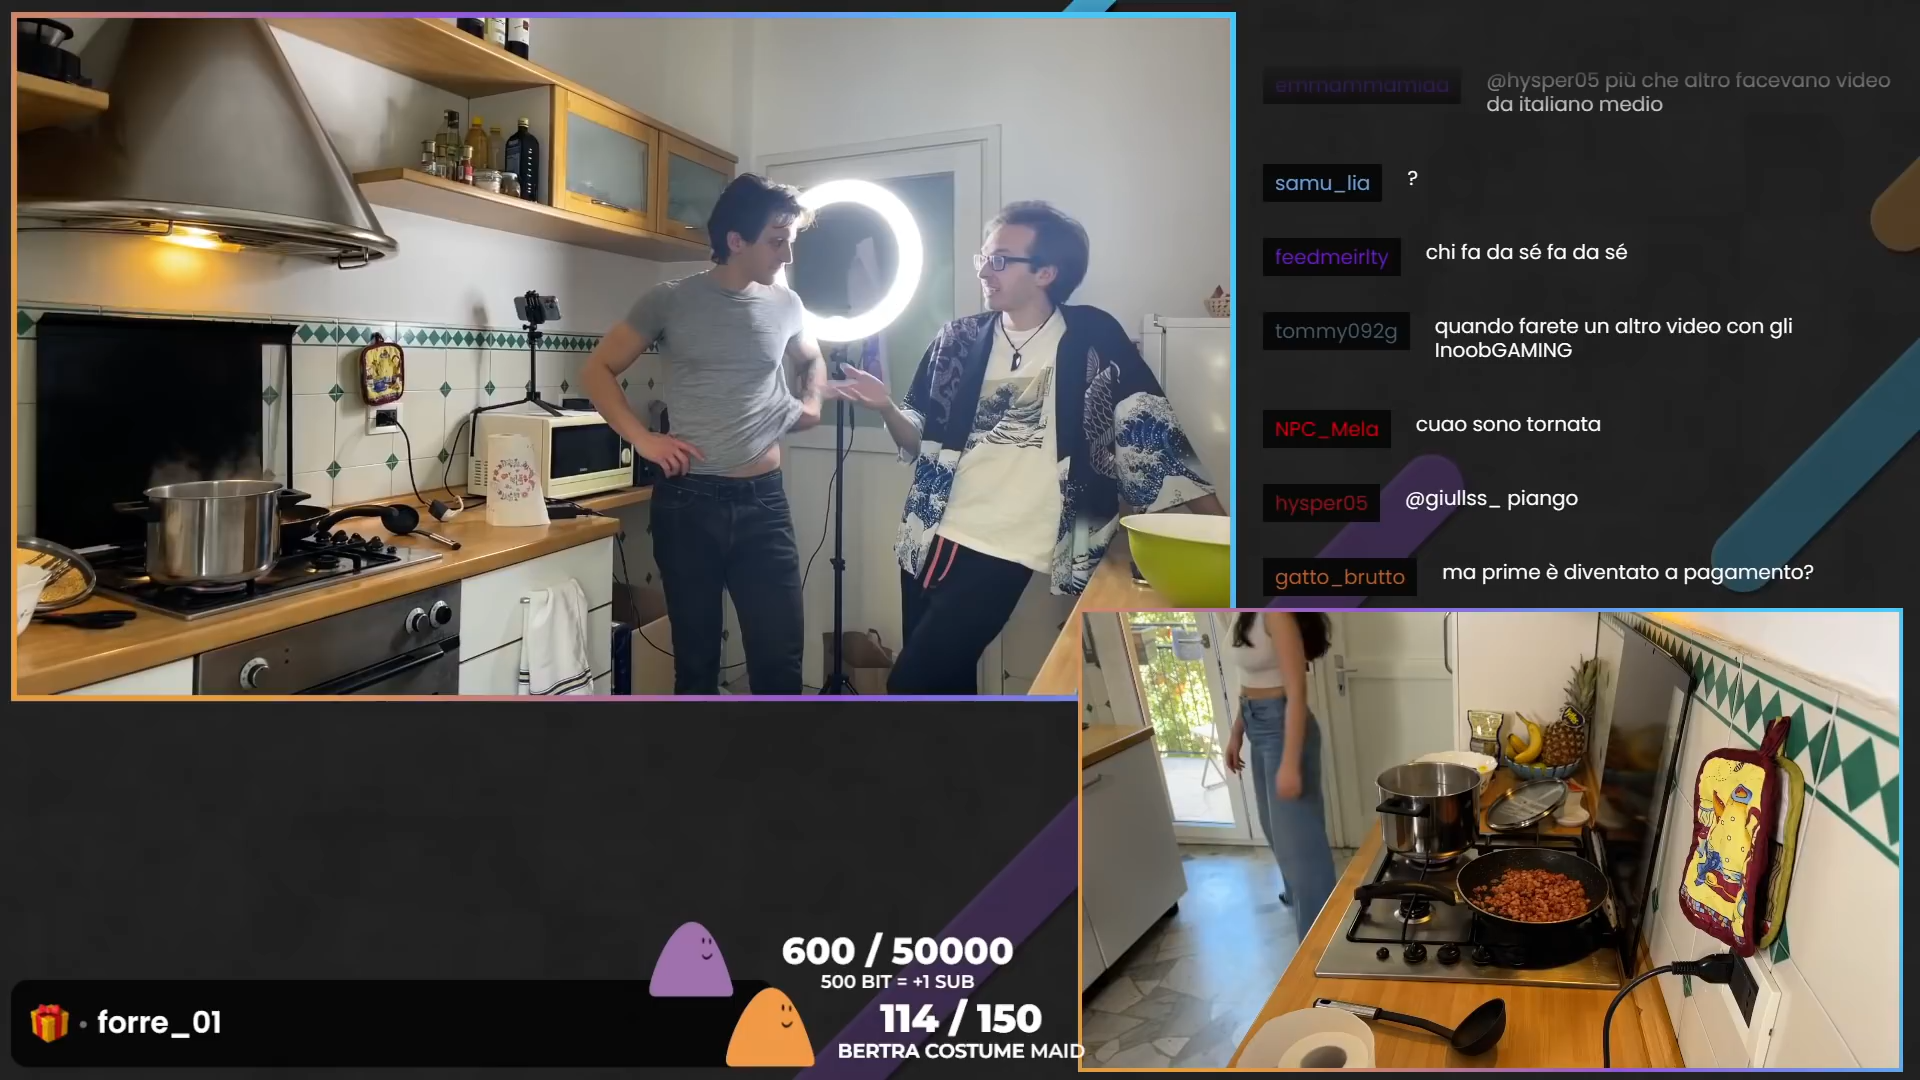 emmammamiaa
@hysper05 più che altro facevano video
da italiano medio
samu_lia
?
feedmeirlty
chi fa da sé fa da sé
tommy092g
quando farete un altro video con gli
InoobGAMING
NPC_Mela
cuao sono tornata
hysper05
@giullss_ piango
gatto_brutto
ma prime è diventato a pagamento?
600 / 50000
500 BIT = +1 SUB
114 / 150
BERTRA COSTUME MAID
• forre_01